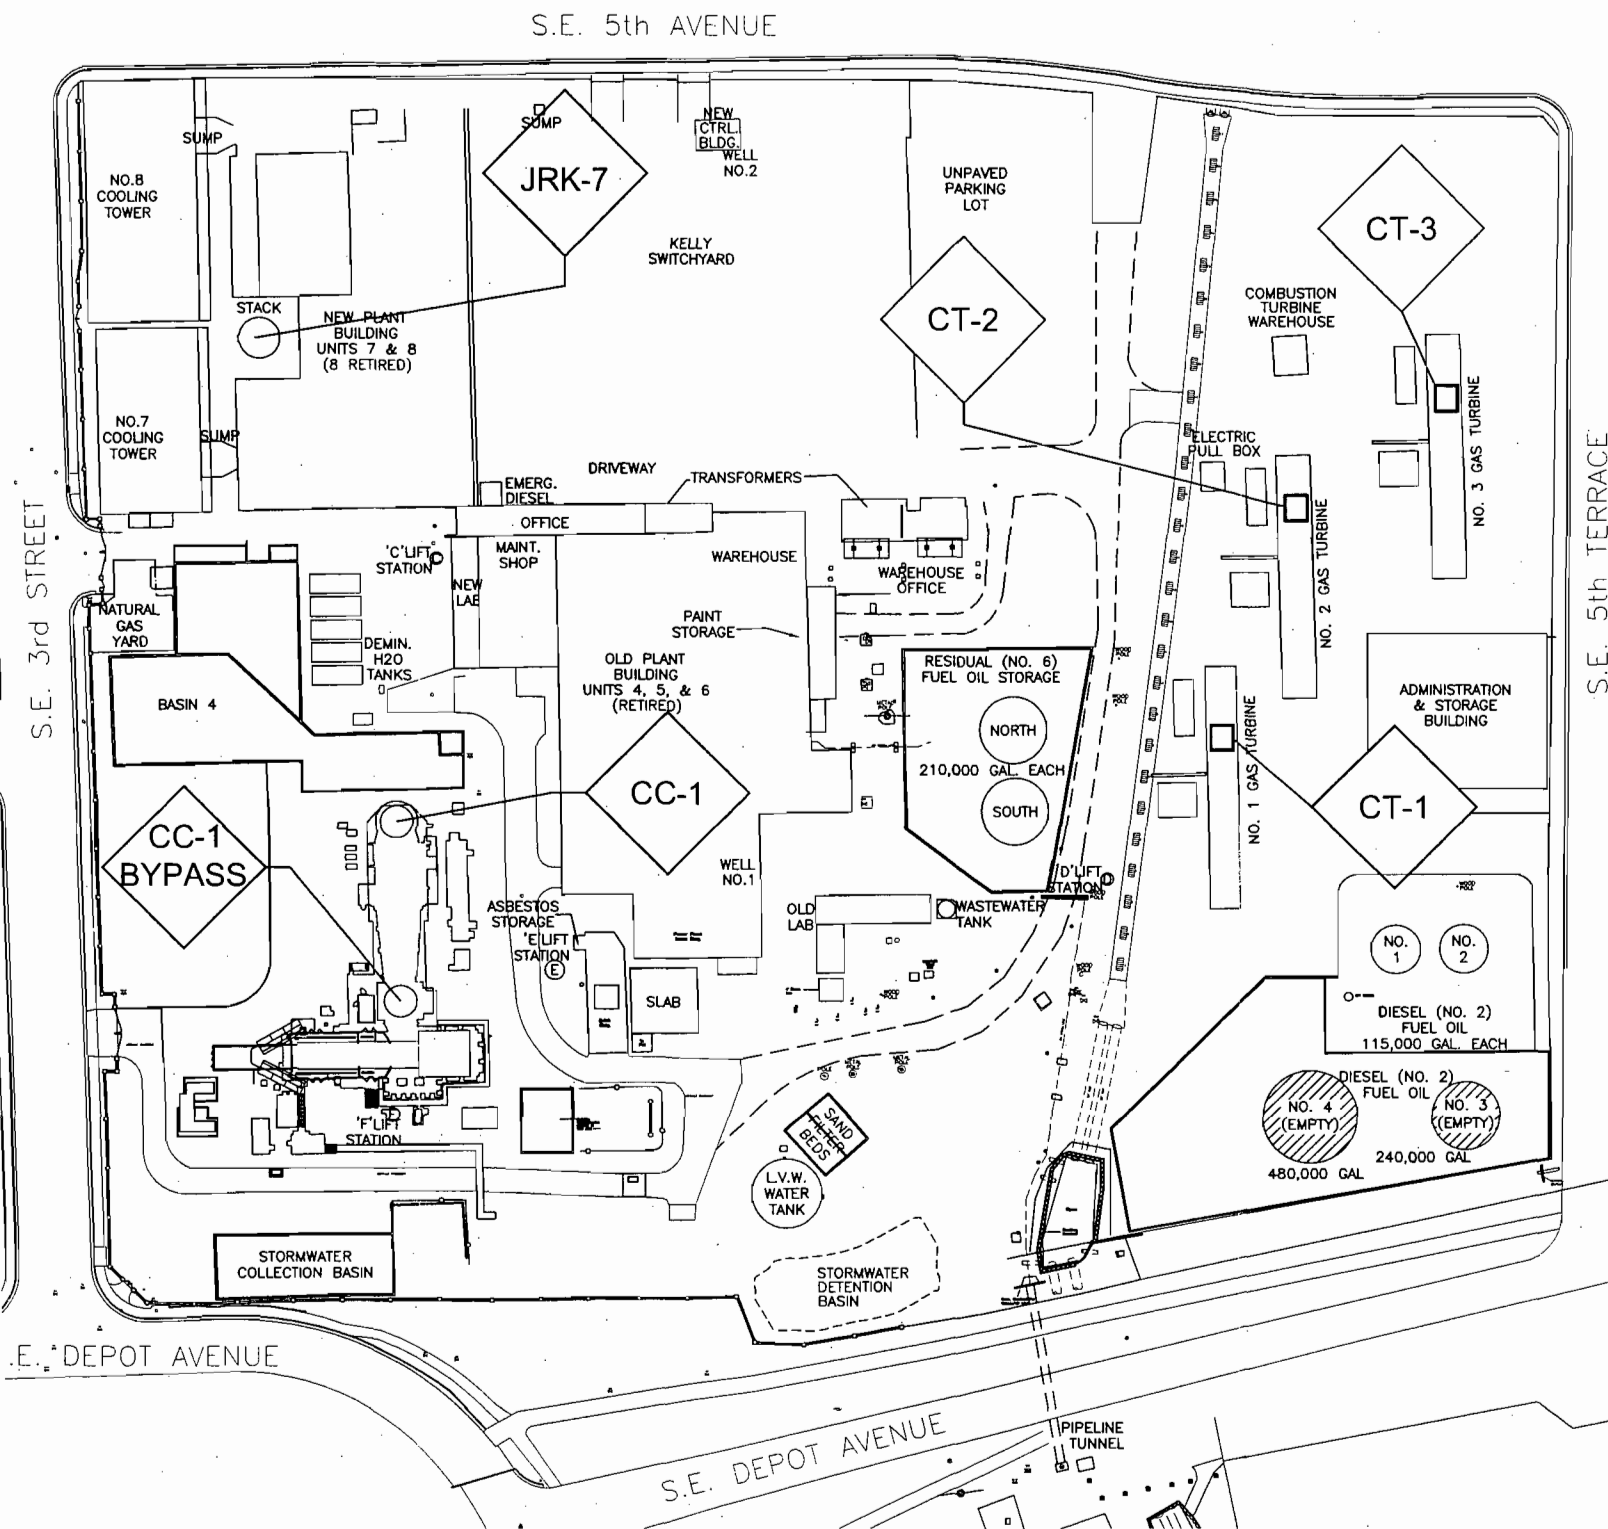 S.E. 5th AVENUE
SUMP
SUMP
NEW
CTRL.
BLDG.
WELL
NO.2
NO.8
COOLING
TOWER
JRK-7
UNPAVED
PARKING
LOT
CT-3
KELLY
SWITCHYARD
STACK
NEW PLANT
BUILDING
UNITS 7 & 8
(8 RETIRED)
CT-2
COMBUSTION
TURBINE
WAREHOUSE
NO.7
COOLING
TOWER
SUMP
ELECTRIC
PULL BOX
NO. 3 GAS TURBINE
S.E. 5th TERRACE
DRIVEWAY
TRANSFORMERS
EMERG.
DIESEL
OFFICE
S.E. 3rd STREET
'C'LIFT
STATION
MAINT.
SHOP
WAREHOUSE
WAREHOUSE
OFFICE
NO. 2 GAS TURBINE
NEW
LAB
NATURAL
GAS
YARD
PAINT
STORAGE
DEMIN.
H2O
TANKS
OLD PLANT
BUILDING
UNITS 4, 5, & 6
(RETIRED)
RESIDUAL (NO. 6)
FUEL OIL STORAGE
NORTH
210,000 GAL. EACH
SOUTH
BASIN 4
NO. 1 GAS TURBINE
ADMINISTRATION
& STORAGE
BUILDING
CC-1
CT-1
CC-1
BYPASS
WELL
NO.1
'D'LIFT
STATION
ASBESTOS
STORAGE
'E'LIFT
STATION
E
OLD
LAB
WASTEWATER
TANK
SLAB
NO.
1
NO.
2
DIESEL (NO. 2)
FUEL OIL
115,000 GAL. EACH
DIESEL (NO. 2)
FUEL OIL
NO. 4
(EMPTY)
NO. 3
(EMPTY)
240,000 GAL
480,000 GAL
'F'LIFT
STATION
SAND
FILTER
BEDS
L.V.W.
WATER
TANK
STORMWATER
COLLECTION BASIN
STORMWATER
DETENTION
BASIN
.E. DEPOT AVENUE
S.E. DEPOT AVENUE
PIPELINE
TUNNEL